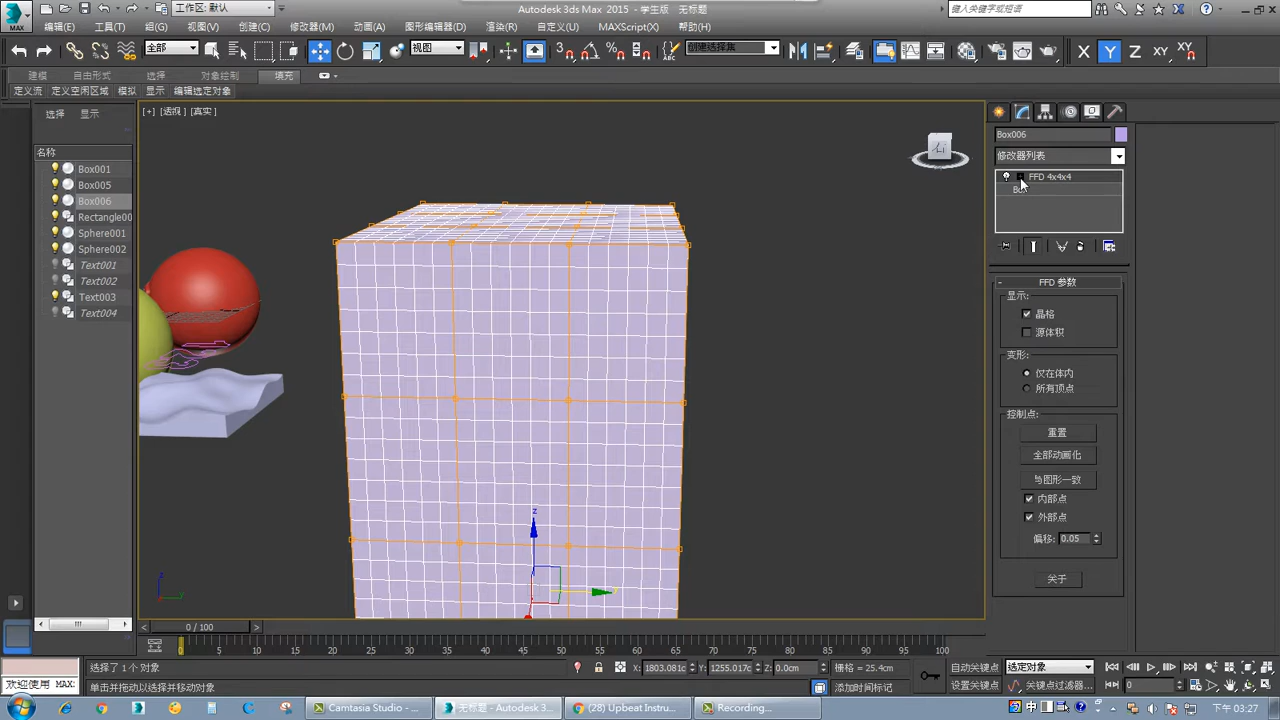 MAX
工作区: 默认
Autodesk 3ds Max 2015 - 学生版 无标题
键入关键字或短语
编辑(E) 工具(T) 组(G) 视图(V) 创建(C) 修改器(M) 动画(A) 图形编辑器(D) 渲染(R) 自定义(U) MAXScript(X) 帮助(H)
全部 视图 创建选择集 X Y Z XY XY
建模 自由形式 选择 对象绘制 填充
定义流 定义空闲区域 模拟 显示 编辑选定对象
选择 显示
名称
Box001
Box005
Box006
Rectangle00
Sphere001
Sphere002
Text001
Text002
Text003
Text004
[+] [透视] [真实]
右
z
z
y
Box006
修改器列表
FFD 4x4x4
Box
- FFD 参数
显示:
晶格
源体积
变形:
仅在体内
所有顶点
控制点:
重置
全部动画化
与图形一致
内部点
外部点
偏移: 0.05
关于
0 / 100
0 5 10 15 20 25 30 35 40 45 50 55 60 65 70 75 80 85 90 95 100
选择了 1 个对象
X: 1803.081c Y: 1255.017c Z: 0.0cm 栅格 = 25.4cm
自动关键点 选定对象
欢迎使用 MAX:
单击并拖动以选择并移动对象
添加时间标记
设置关键点 关键点过滤器... 0
Camtasia Studio - ...
无标题 - Autodesk 3...
(28) Upbeat Instru...
Recording...
中
下午 03:27